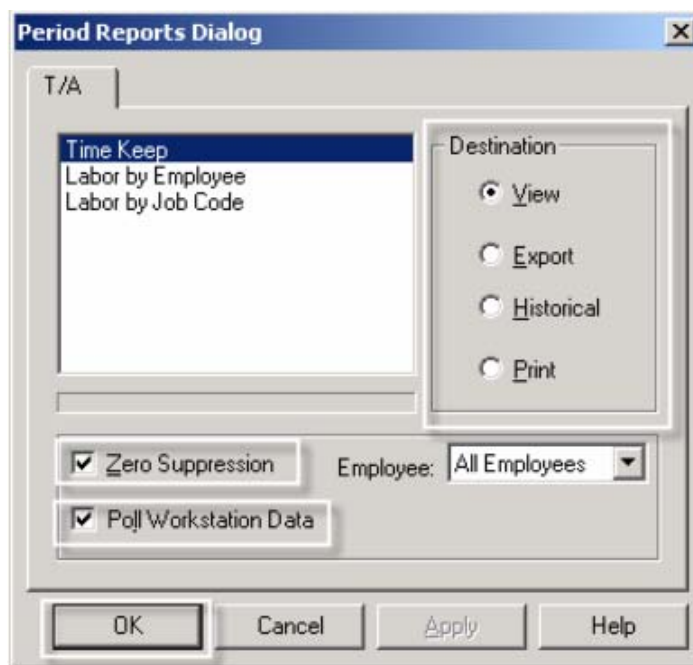 Period Reports Dialog
T/A
Time Keep
Labor by Employee
Labor by Job Code
Destination
View
Export
Historical
Print
Zero Suppression
Employee: All Employees
Poll Workstation Data
OK Cancel Apply Help